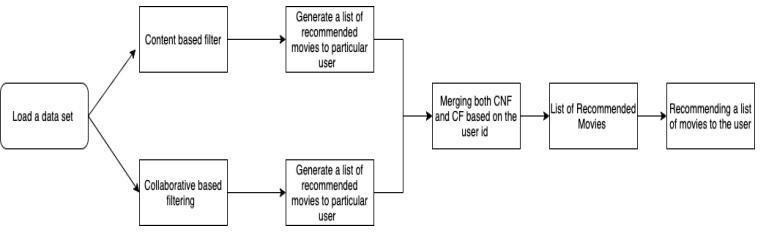 Load a data set
Content based filter
Generate a list of
recommended
movies to particular
user
Collaborative based
filtering
Generate a list of
recommended
movies to particular
user
Merging both CNF
and CF based on the
user id
List of Recommended
Movies
Recommending a list
of movies to the user